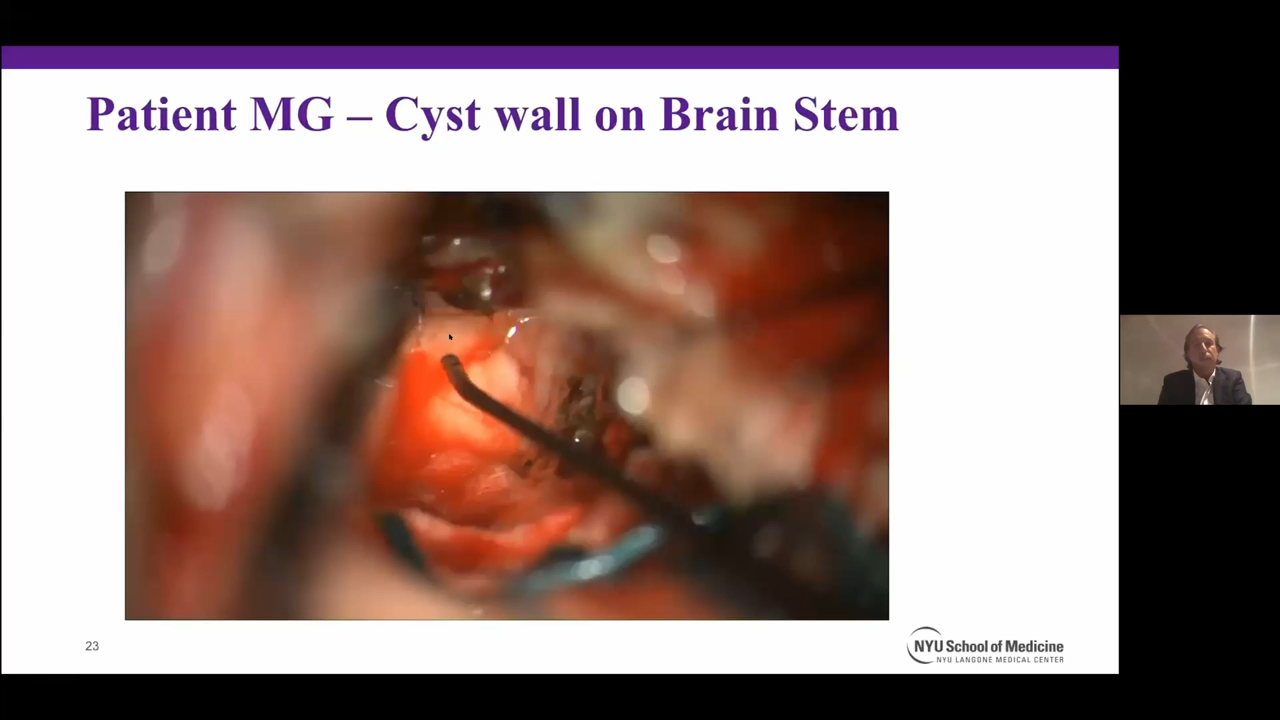 Patient MG – Cyst wall on Brain Stem
23
NYU School of Medicine
NYU LANGONE MEDICAL CENTER